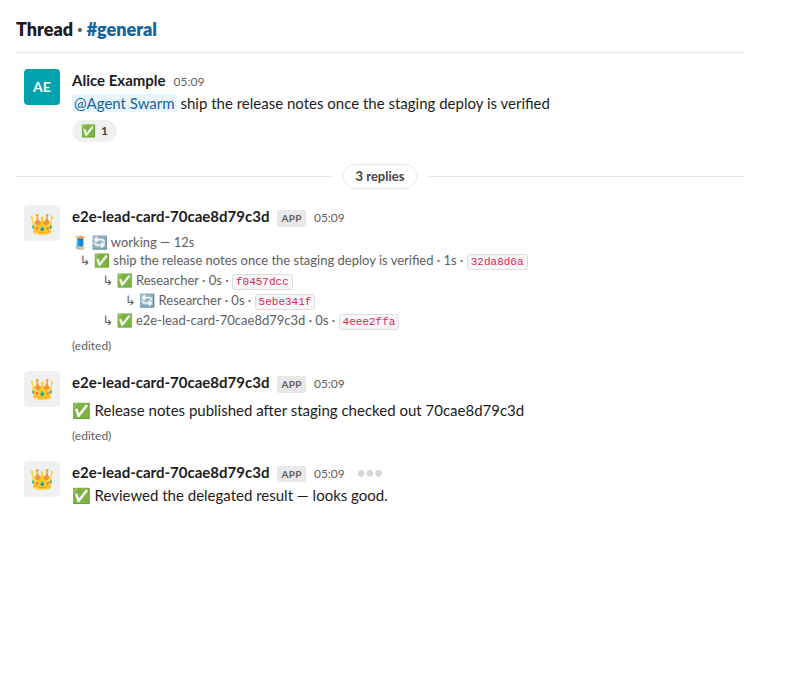 Thread • #general
AE
Alice Example 05:09
@Agent Swarm ship the release notes once the staging deploy is verified
✅ 1
3 replies
e2e-lead-card-70cae8d79c3d APP 05:09
🧵 🔄 working — 12s
↳ ✅ ship the release notes once the staging deploy is verified · 1s · 32da8d6a
↳ ✅ Researcher · 0s · f0457dcc
↳ 🔄 Researcher · 0s · 5ebe341f
↳ ✅ e2e-lead-card-70cae8d79c3d · 0s · 4eee2ffa
(edited)
e2e-lead-card-70cae8d79c3d APP 05:09
✅ Release notes published after staging checked out 70cae8d79c3d
(edited)
e2e-lead-card-70cae8d79c3d APP 05:09
✅ Reviewed the delegated result — looks good.